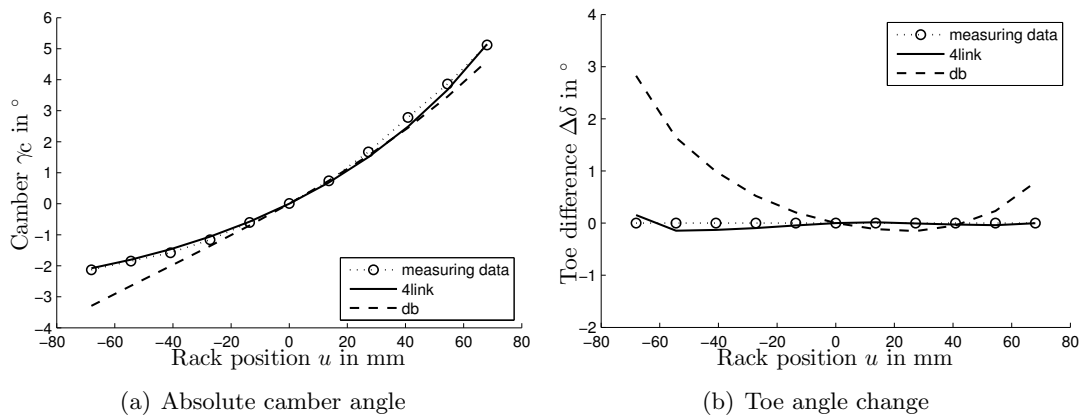 6
5
4
3
2
1
0
−1
−2
−3
−4
−80 −60 −40 −20 0 20 40 60 80
Camber γc in °
Rack position u in mm
measuring data
4link
db
(a) Absolute camber angle
4
3
2
1
0
−1
−2
−80 −60 −40 −20 0 20 40 60 80
Toe difference Δδ in °
Rack position u in mm
measuring data
4link
db
(b) Toe angle change